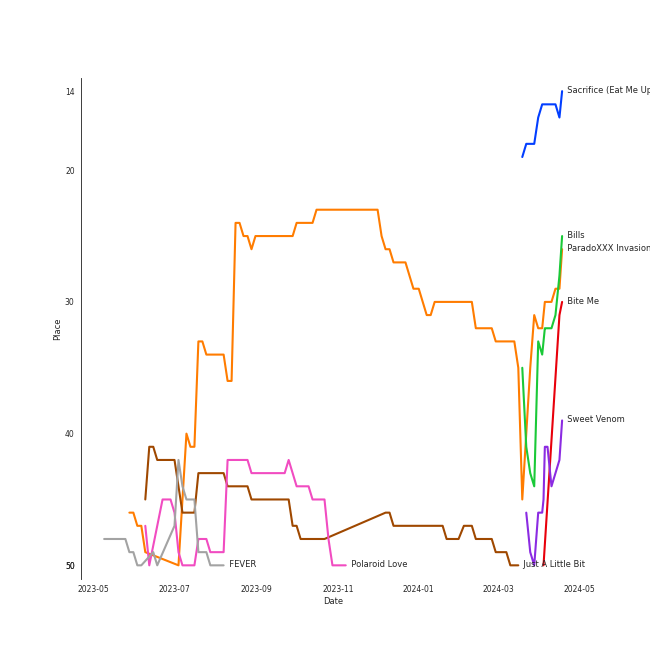 14
Sacrifice (Eat Me Up
20
Bills
ParadoXXX Invasion
30
Bite Me
Place
40
Sweet Venom
50
FEVER
Polaroid Love
Just A Little Bit
2023-05
2023-07
2023-09
2023-11
2024-01
2024-03
2024-05
Date